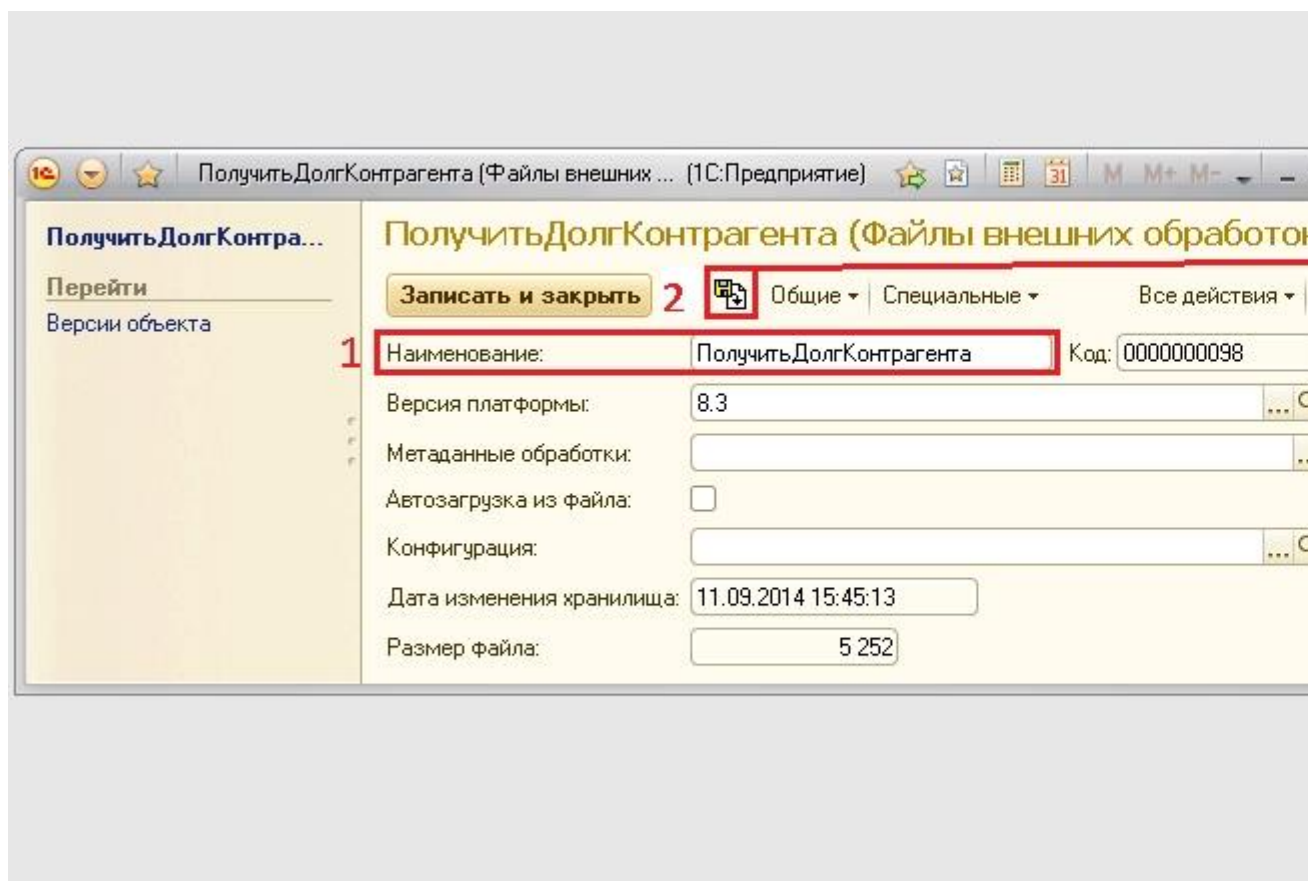 1С ПолучитьДолгКонтрагента (Файлы внешних ... (1С:Предприятие) 31 M M+ M-
ПолучитьДолгКонтра...
ПолучитьДолгКонтрагента (Файлы внешних обработок
Перейти
Версии объекта
Записать и закрыть 2 Общие Специальные Все действия
1 Наименование: ПолучитьДолгКонтрагента Код: 0000000098
Версия платформы: 8.3 ...
Метаданные обработки:
Автозагрузка из файла:
Конфигурация: ...
Дата изменения хранилища: 11.09.2014 15:45:13
Размер файла: 5 252